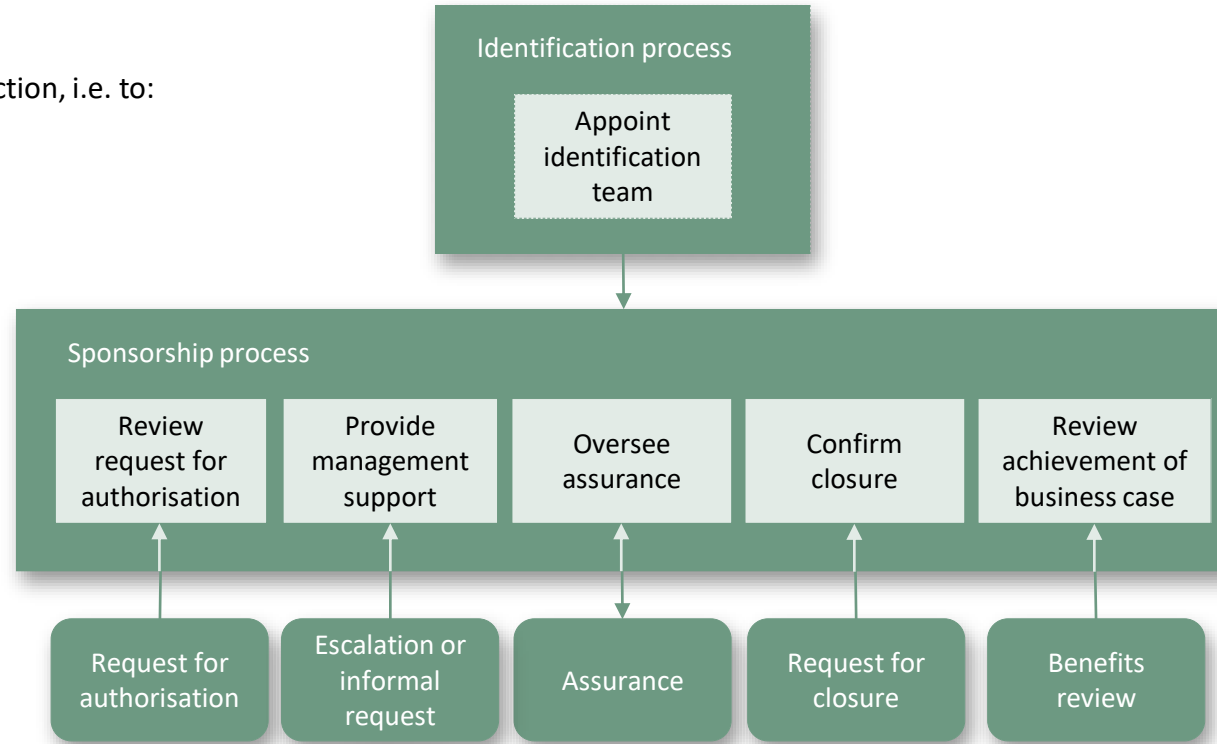 Identification process
ction, i.e. to:
Appoint
identification
team
Sponsorship process
Review
request for
authorisation
Provide
management
support
Oversee
assurance
Confirm
closure
Review
achievement of
business case
Request for
authorisation
Escalation or
informal
request
Assurance
Request for
closure
Benefits
review